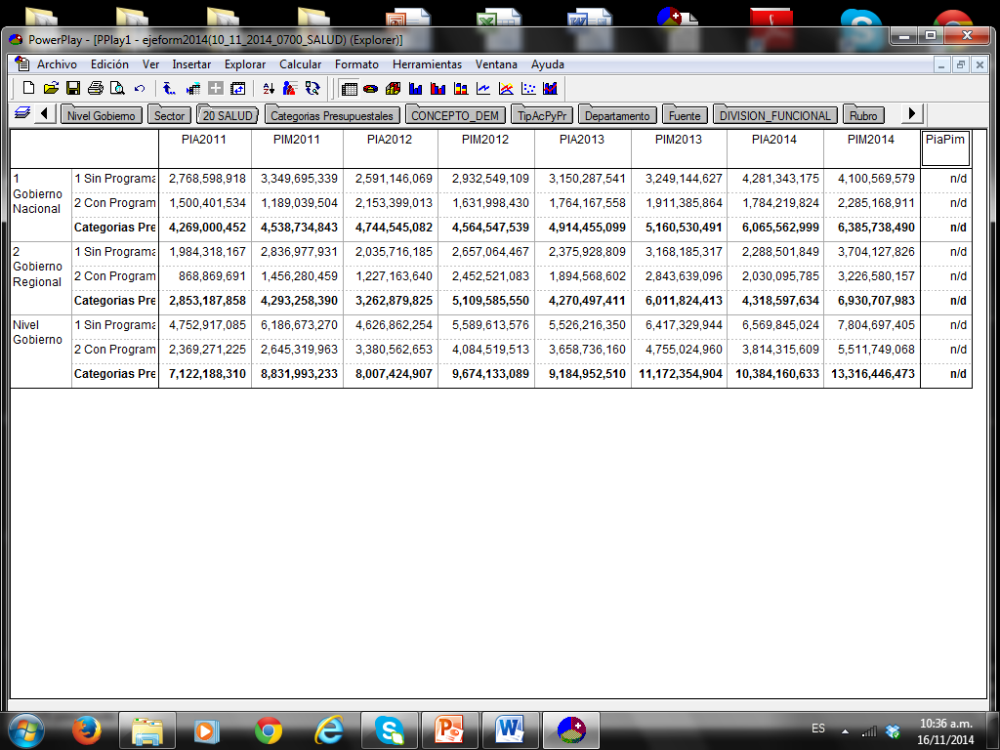 PowerPlay - [PPlay1 - ejeform2014(10_11_2014_0700_SALUD) (Explorer)]
Archivo Edición Ver Insertar Explorar Calcular Formato Herramientas Ventana Ayuda
Nivel Gobierno Sector 20 SALUD Categorias Presupuestales CONCEPTO_DEM TipAcPyPr Departamento Fuente DIVISION_FUNCIONAL Rubro
PIA2011 PIM2011 PIA2012 PIM2012 PIA2013 PIM2013 PIA2014 PIM2014 PiaPim
1 Gobierno Nacional
1 Sin Programa 2,768,598,918 3,349,695,339 2,591,146,069 2,932,549,109 3,150,287,541 3,249,144,627 4,281,343,175 4,100,569,579 n/d
2 Con Program 1,500,401,534 1,189,039,504 2,153,399,013 1,631,998,430 1,764,167,558 1,911,385,864 1,784,219,824 2,285,168,911 n/d
Categorias Pre 4,269,000,452 4,538,734,843 4,744,545,082 4,564,547,539 4,914,455,099 5,160,530,491 6,065,562,999 6,385,738,490 n/d
2 Gobierno Regional
1 Sin Programa 1,984,318,167 2,836,977,931 2,035,716,185 2,657,064,467 2,375,928,809 3,168,185,317 2,288,501,849 3,704,127,826 n/d
2 Con Program 868,869,691 1,456,280,459 1,227,163,640 2,452,521,083 1,894,568,602 2,843,639,096 2,030,095,785 3,226,580,157 n/d
Categorias Pre 2,853,187,858 4,293,258,390 3,262,879,825 5,109,585,550 4,270,497,411 6,011,824,413 4,318,597,634 6,930,707,983 n/d
Nivel Gobierno
1 Sin Programa 4,752,917,085 6,186,673,270 4,626,862,254 5,589,613,576 5,526,216,350 6,417,329,944 6,569,845,024 7,804,697,405 n/d
2 Con Program 2,369,271,225 2,645,319,963 3,380,562,653 4,084,519,513 3,658,736,160 4,755,024,960 3,814,315,609 5,511,749,068 n/d
Categorias Pre 7,122,188,310 8,831,993,233 8,007,424,907 9,674,133,089 9,184,952,510 11,172,354,904 10,384,160,633 13,316,446,473 n/d
ES
10:36 a.m.
16/11/2014